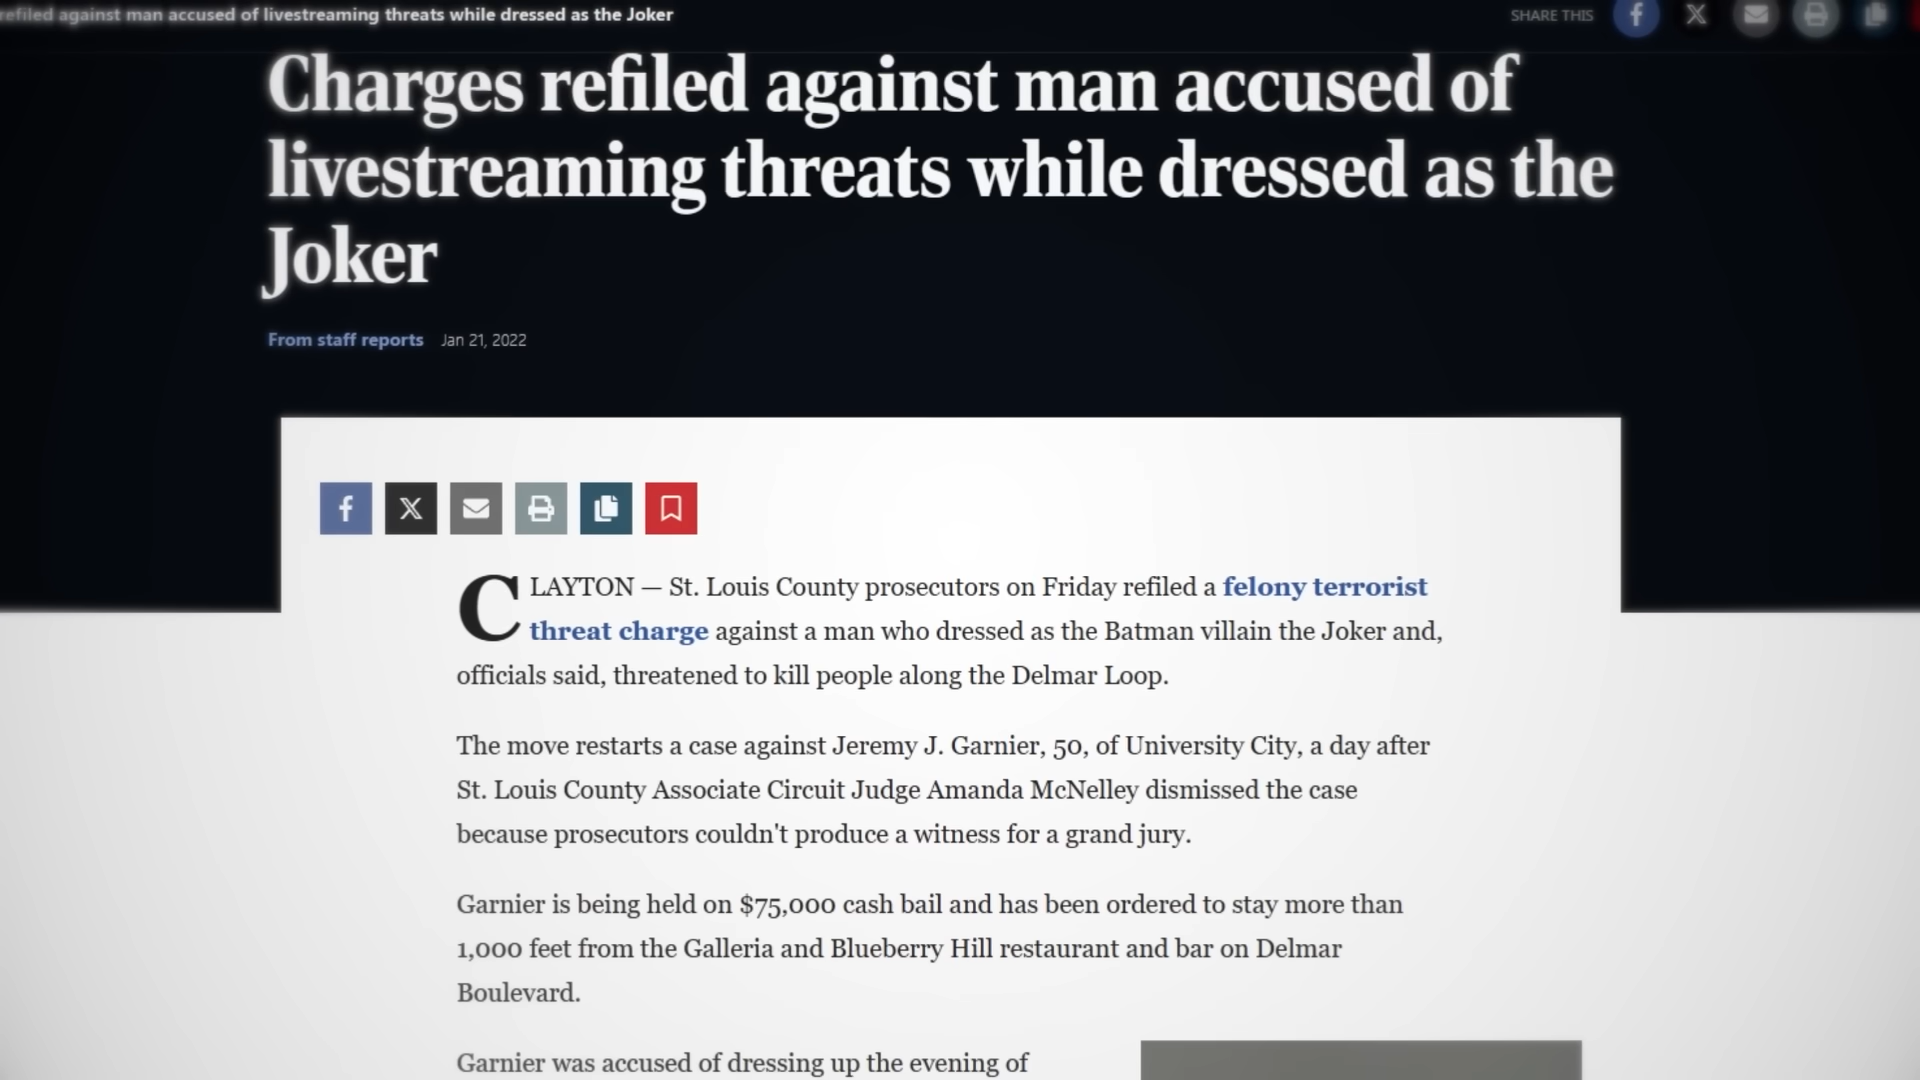 refiled against man accused of livestreaming threats while dressed as the Joker
SHARE THIS
Charges refiled against man accused of
livestreaming threats while dressed as the
Joker
From staff reports Jan 21, 2022
CLAYTON — St. Louis County prosecutors on Friday refiled a felony terrorist
threat charge against a man who dressed as the Batman villain the Joker and,
officials said, threatened to kill people along the Delmar Loop.
The move restarts a case against Jeremy J. Garnier, 50, of University City, a day after
St. Louis County Associate Circuit Judge Amanda McNelley dismissed the case
because prosecutors couldn't produce a witness for a grand jury.
Garnier is being held on $75,000 cash bail and has been ordered to stay more than
1,000 feet from the Galleria and Blueberry Hill restaurant and bar on Delmar
Boulevard.
Garnier was accused of dressing up the evening of